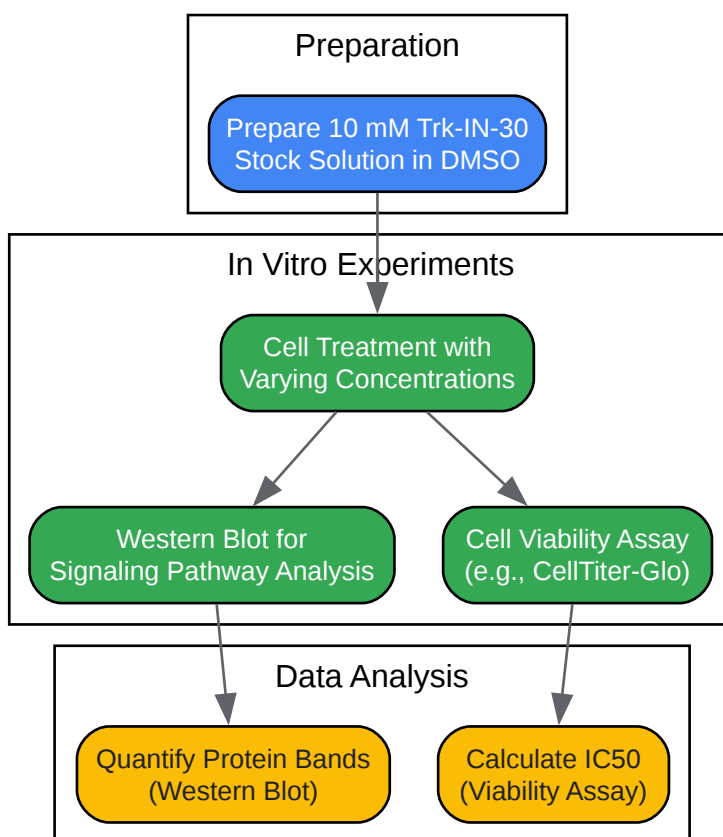 Preparation
Prepare 10 mM Trk-IN-30
Stock Solution in DMSO
In Vitro Experiments
Cell Treatment with
Varying Concentrations
Western Blot for
Signaling Pathway Analysis
Cell Viability Assay
(e.g., CellTiter-Glo)
Data Analysis
Quantify Protein Bands
(Western Blot)
Calculate IC50
(Viability Assay)